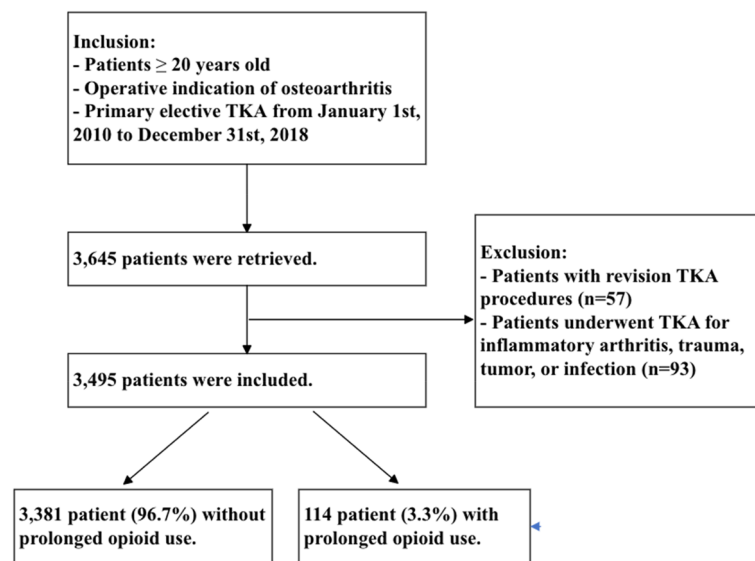 Inclusion:
- Patients ≥ 20 years old
- Operative indication of osteoarthritis
- Primary elective TKA from January 1st,
2010 to December 31st, 2018
3,645 patients were retrieved.
Exclusion:
- Patients with revision TKA
procedures (n=57)
- Patients underwent TKA for
inflammatory arthritis, trauma,
tumor, or infection (n=93)
3,495 patients were included.
3,381 patient (96.7%) without
prolonged opioid use.
114 patient (3.3%) with
prolonged opioid use.